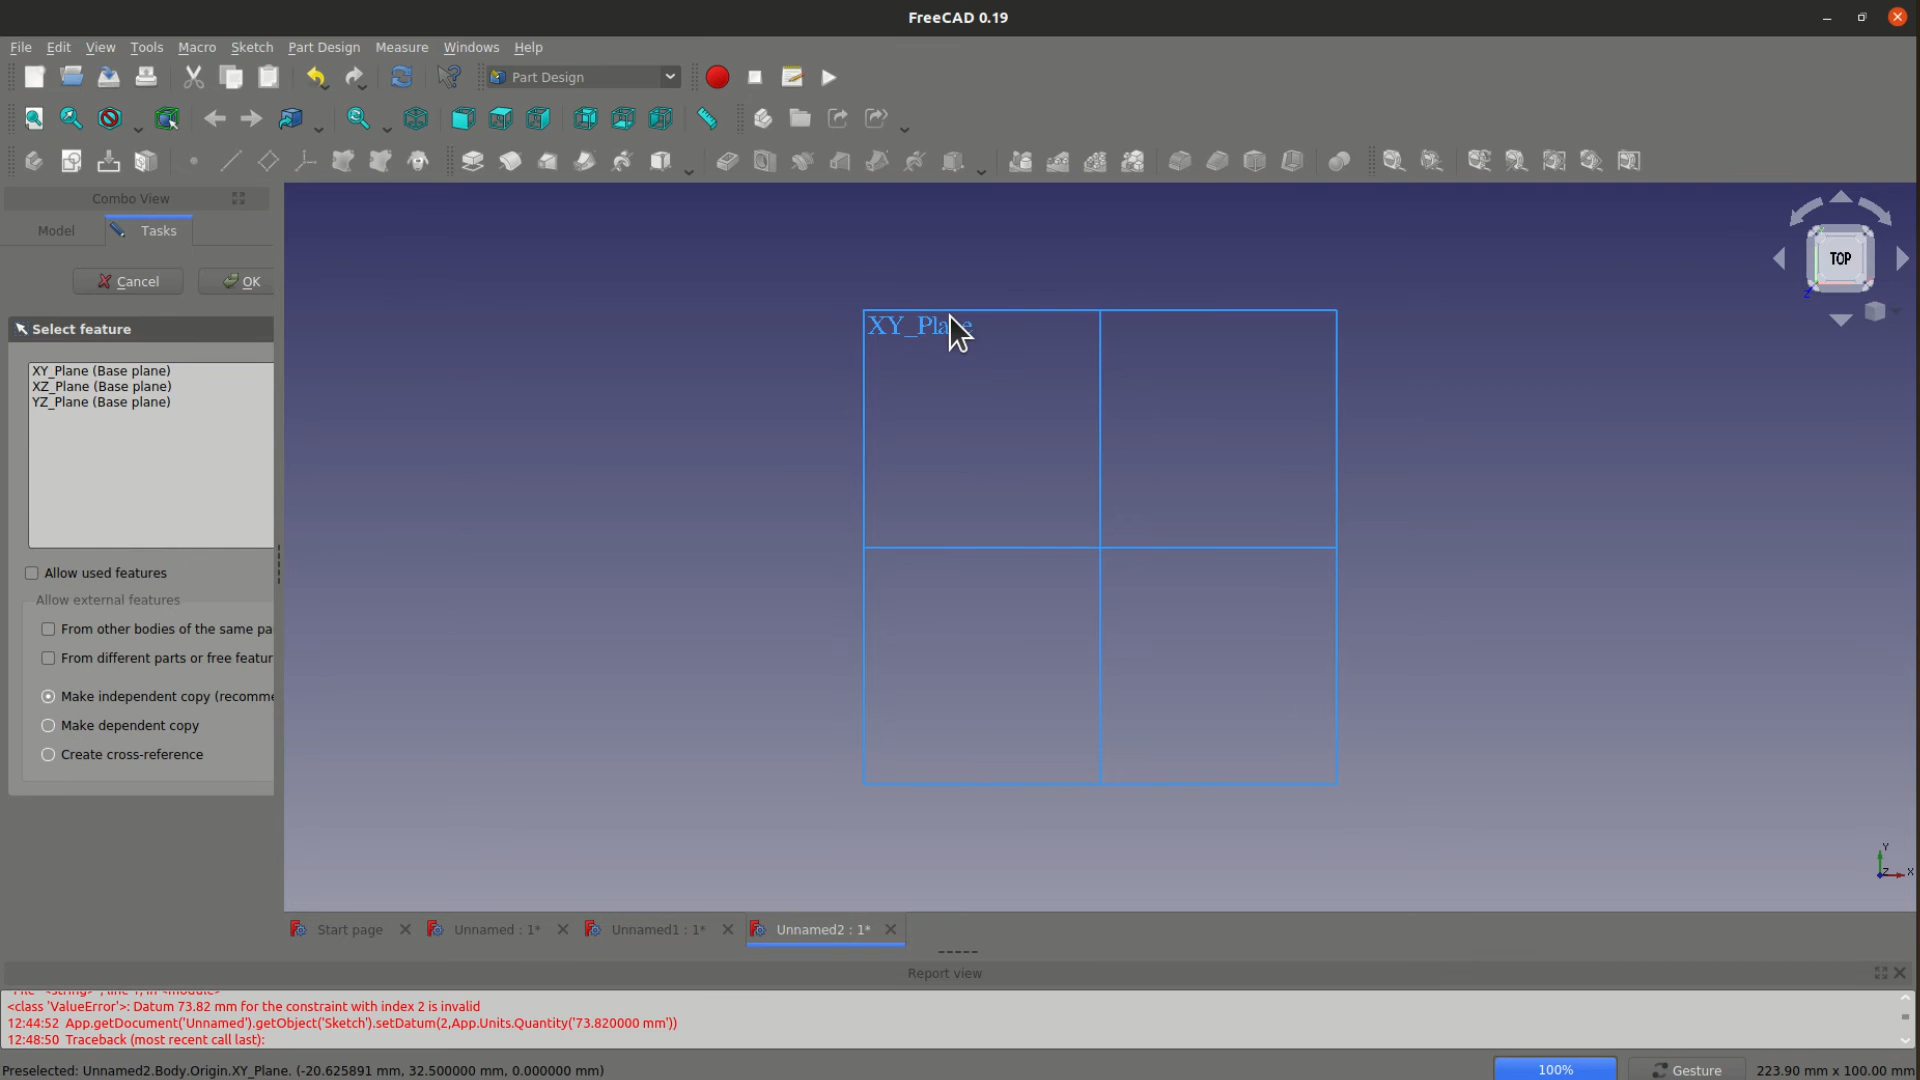 FreeCAD 0.19
File Edit View Tools Macro Sketch Part Design Measure Windows Help
Part Design
Combo View
Model Tasks
Cancel OK
Select feature
XY_Plane (Base plane)
XZ_Plane (Base plane)
YZ_Plane (Base plane)
Allow used features
Allow external features
From other bodies of the same pa
From different parts or free featur
Make independent copy (recomme
Make dependent copy
Create cross-reference
XY_Plane
TOP
Z
Y
Z X
Start page Unnamed : 1* Unnamed1 : 1* Unnamed2 : 1*
Report view
<class 'ValueError'>: Datum 73.82 mm for the constraint with index 2 is invalid
12:44:52 App.getDocument('Unnamed').getObject('Sketch').setDatum(2,App.Units.Quantity('73.820000 mm'))
12:48:50 Traceback (most recent call last):
Preselected: Unnamed2.Body.Origin.XY_Plane. (-20.625891 mm, 32.500000 mm, 0.000000 mm)
100% Gesture 223.90 mm x 100.00 mm